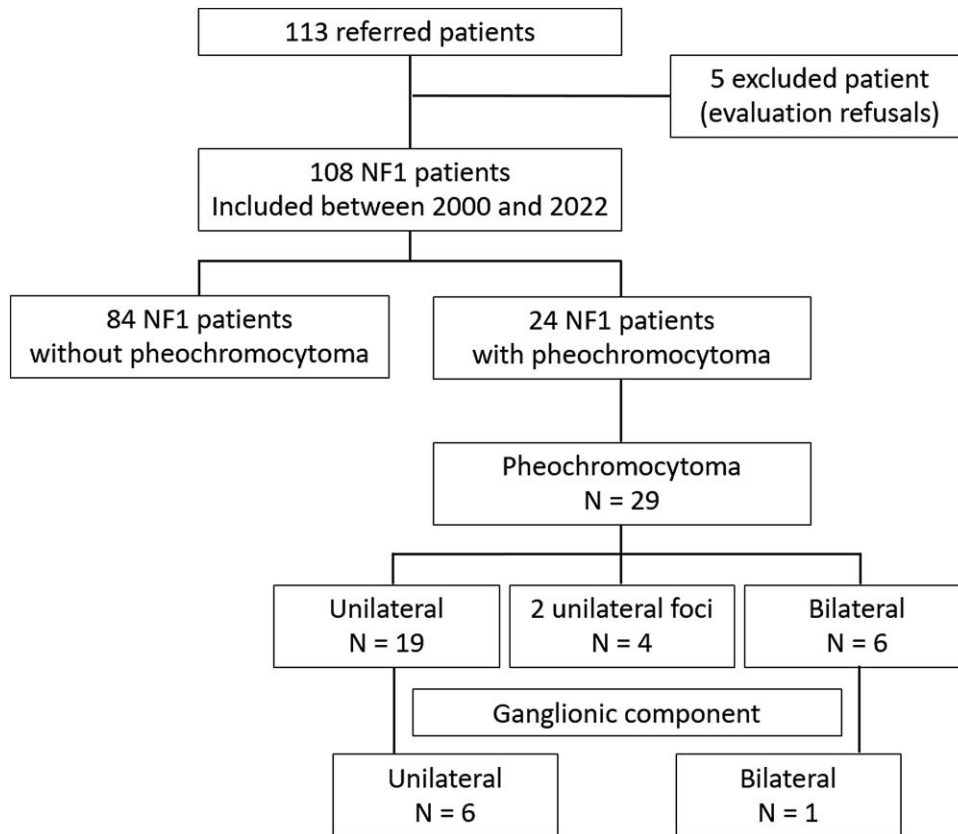 113 referred patients
5 excluded patient
(evaluation refusals)
108 NF1 patients
Included between 2000 and 2022
84 NF1 patients
without pheochromocytoma
24 NF1 patients
with pheochromocytoma
Pheochromocytoma
N = 29
Unilateral
N = 19
2 unilateral foci
N = 4
Bilateral
N = 6
Ganglionic component
Unilateral
N = 6
Bilateral
N = 1